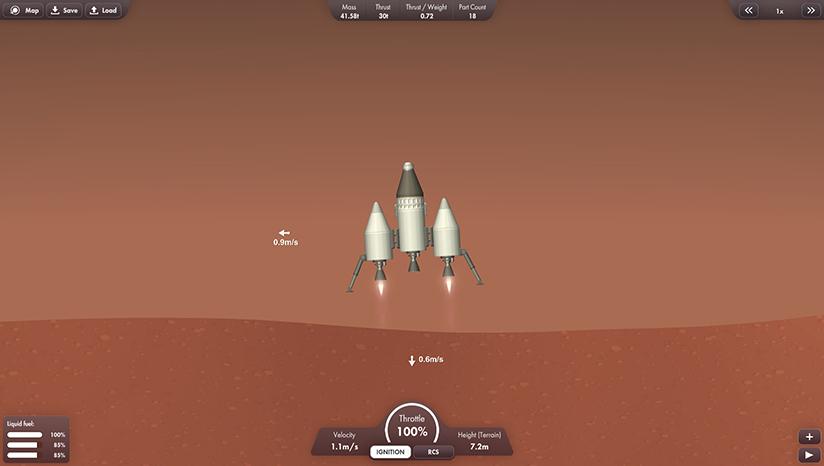 Map
Save
Load
Mass
41.58t
Thrust
30t
Thrust / Weight
0.72
Part Count
18
1x
0.9m/s
0.6m/s
Liquid fuel:
100%
85%
85%
Throttle
100%
Velocity
1.1m/s
Height (Terrain)
7.2m
IGNITION
RCS